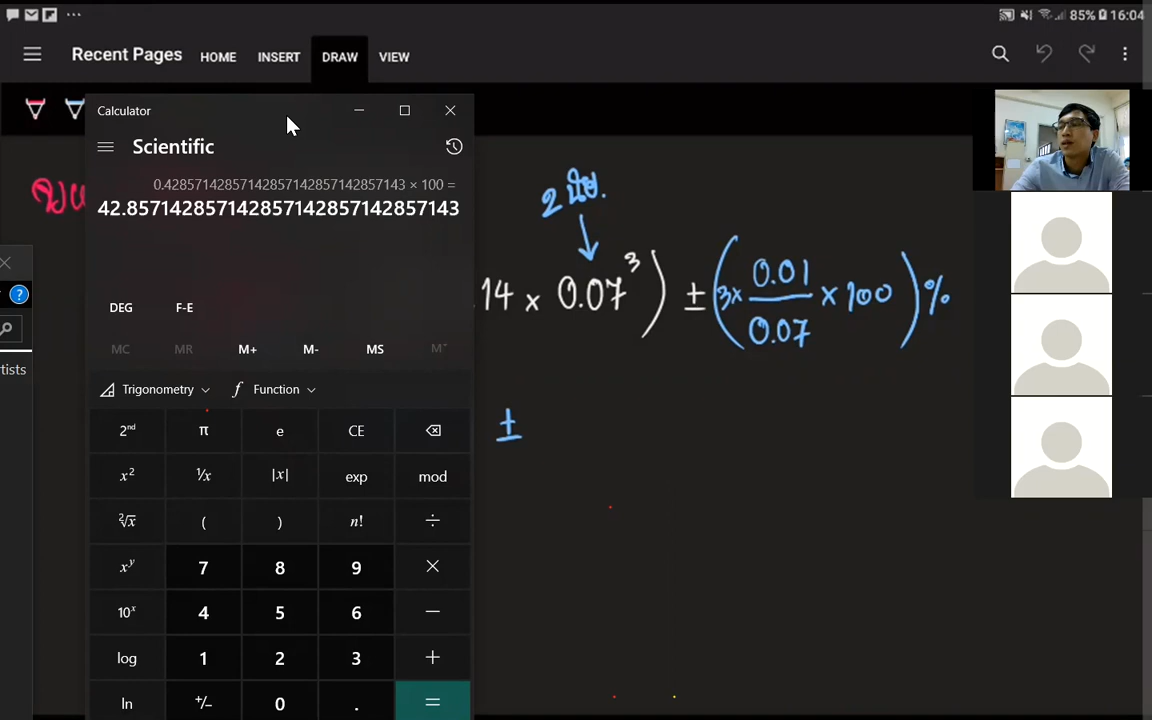 85% 16:04
Recent Pages HOME INSERT DRAW VIEW
Calculator
Scientific
0.42857142857142857142857142857143 × 100 =
42.857142857142857142857142857143
DEG F-E
MC MR M+ M- MS M˅
Trigonometry f Function
2nd π e CE
x² ¹/x |x| exp mod
²√x ( ) n! ÷
xʸ 7 8 9 ×
10ˣ 4 5 6 −
log 1 2 3 +
ln +/− 0 . =
?
tists
14 × 0.07³) ± (3× 0.01/0.07 × 100)%
±